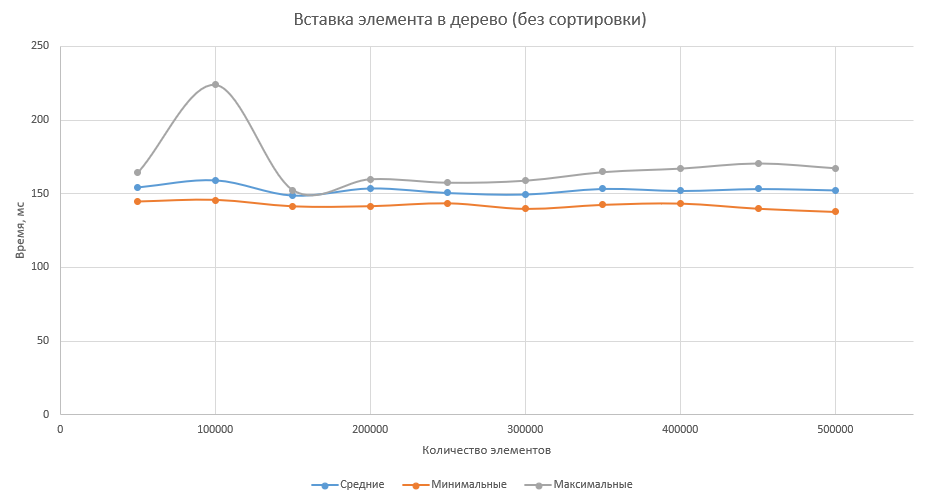 Вставка элемента в дерево (без сортировки)
250
200
150
100
50
0
Время, мс
0 100000 200000 300000 400000 500000
Количество элементов
Средние Минимальные Максимальные